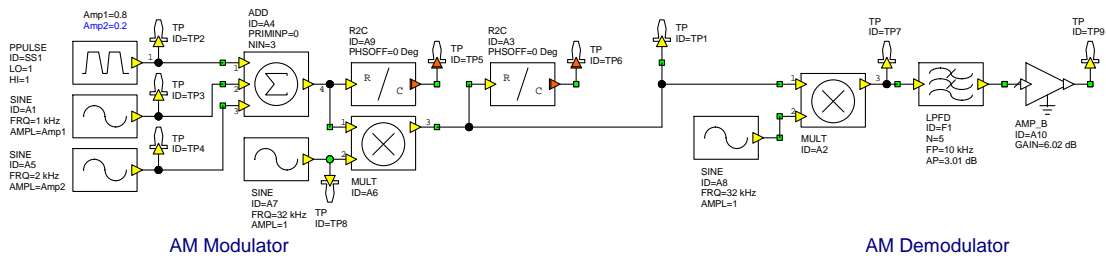 Amp1=0.8
Amp2=0.2
TP
ID=TP2
PPULSE
ID=SS1
LO=1
HI=1
1
TP
ID=TP3
SINE
ID=A1
FRQ=1 kHz
AMPL=Amp1
TP
ID=TP4
SINE
ID=A5
FRQ=2 kHz
AMPL=Amp2
ADD
ID=A4
PRIMINP=0
NIN=3
1
2
3
Σ
4
R2C
ID=A9
PHSOFF=0 Deg
R
C
TP
ID=TP5
SINE
ID=A7
FRQ=32 kHz
AMPL=1
TP
ID=TP8
1
2
3
MULT
ID=A6
R2C
ID=A3
PHSOFF=0 Deg
R
C
TP
ID=TP6
TP
ID=TP1
SINE
ID=A8
FRQ=32 kHz
AMPL=1
1
2
3
MULT
ID=A2
TP
ID=TP7
LPFD
ID=F1
N=5
FP=10 kHz
AP=3.01 dB
AMP_B
ID=A10
GAIN=6.02 dB
TP
ID=TP9
AM Modulator
AM Demodulator